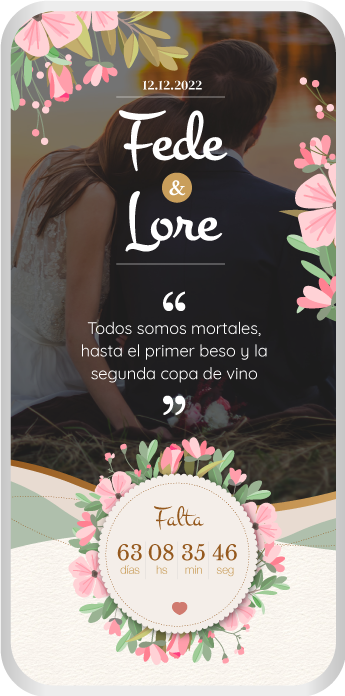 12.12.2022
Fede
&
Lore
“
Todos somos mortales,
hasta el primer beso y la
segunda copa de vino
”
Falta
63 08 35 46
días hs min seg